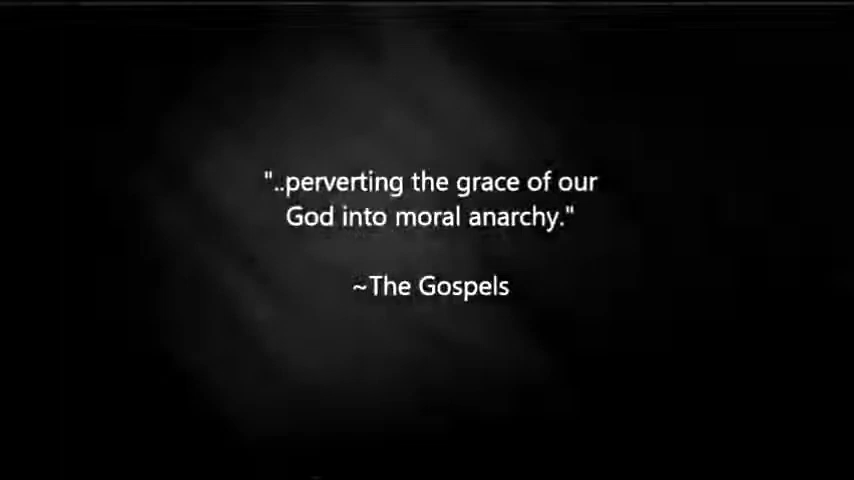 "..perverting the grace of our
God into moral anarchy."
~The Gospels